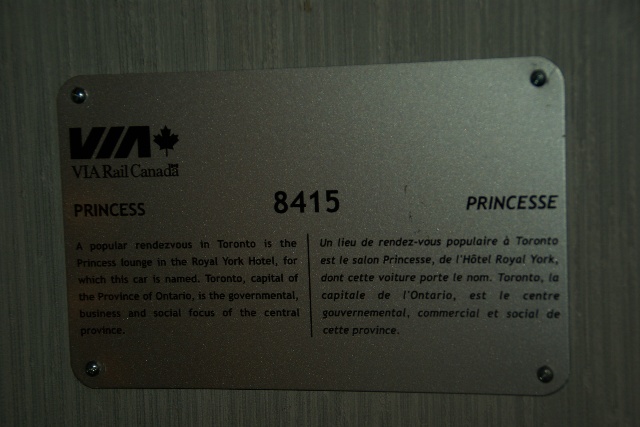 VIA
VIA Rail Canada
PRINCESS 8415 PRINCESSE
A popular rendezvous in Toronto is the
Princess lounge in the Royal York Hotel, for
which this car is named. Toronto, capital of
the Province of Ontario, is the governmental,
business and social focus of the central
province.
Un lieu de rendez-vous populaire à Toronto
est le salon Princesse, de l'Hôtel Royal York,
dont cette voiture porte le nom. Toronto, la
capitale de l'Ontario, est le centre
gouvernemental, commercial et social de
cette province.